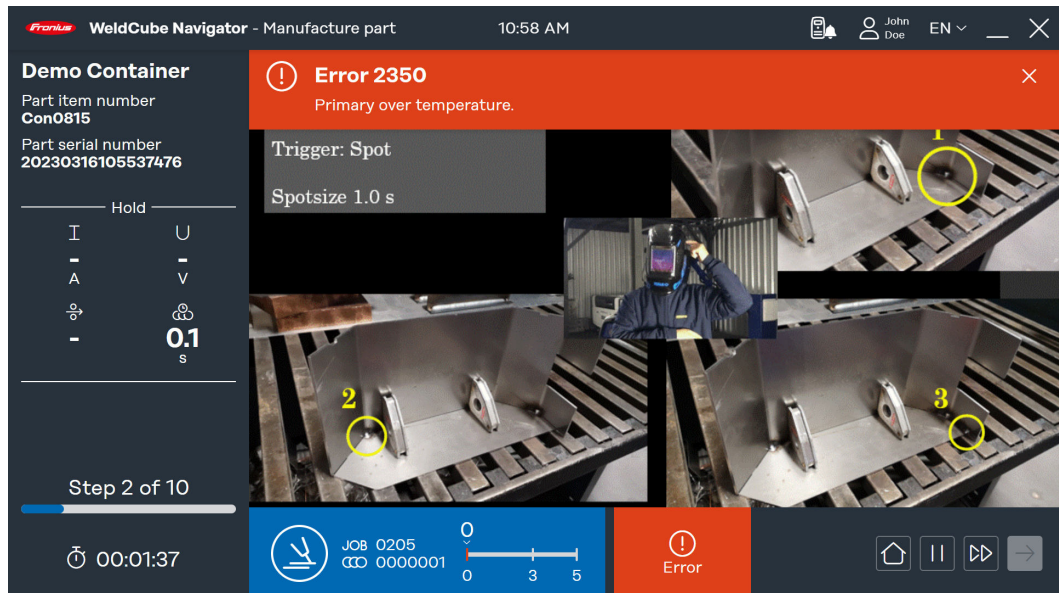 Fronius WeldCube Navigator - Manufacture part 10:58 AM John Doe EN
Demo Container
Part item number
Con0815
Part serial number
20230316105537476
Hold
I U
- -
A V
- 0.1
s
Step 2 of 10
00:01:37
Error 2350
Primary over temperature.
Trigger: Spot
Spotsize 1.0 s
1
2
3
JOB 0205
0000001
0
0 3 5
Error